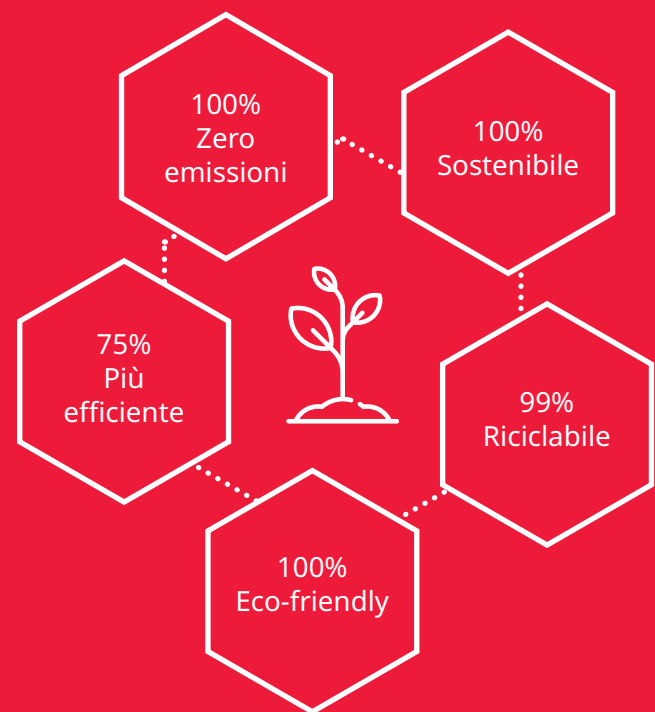 100%
Zero
emissioni
100%
Sostenibile
75%
Più
efficiente
99%
Riciclabile
100%
Eco-friendly